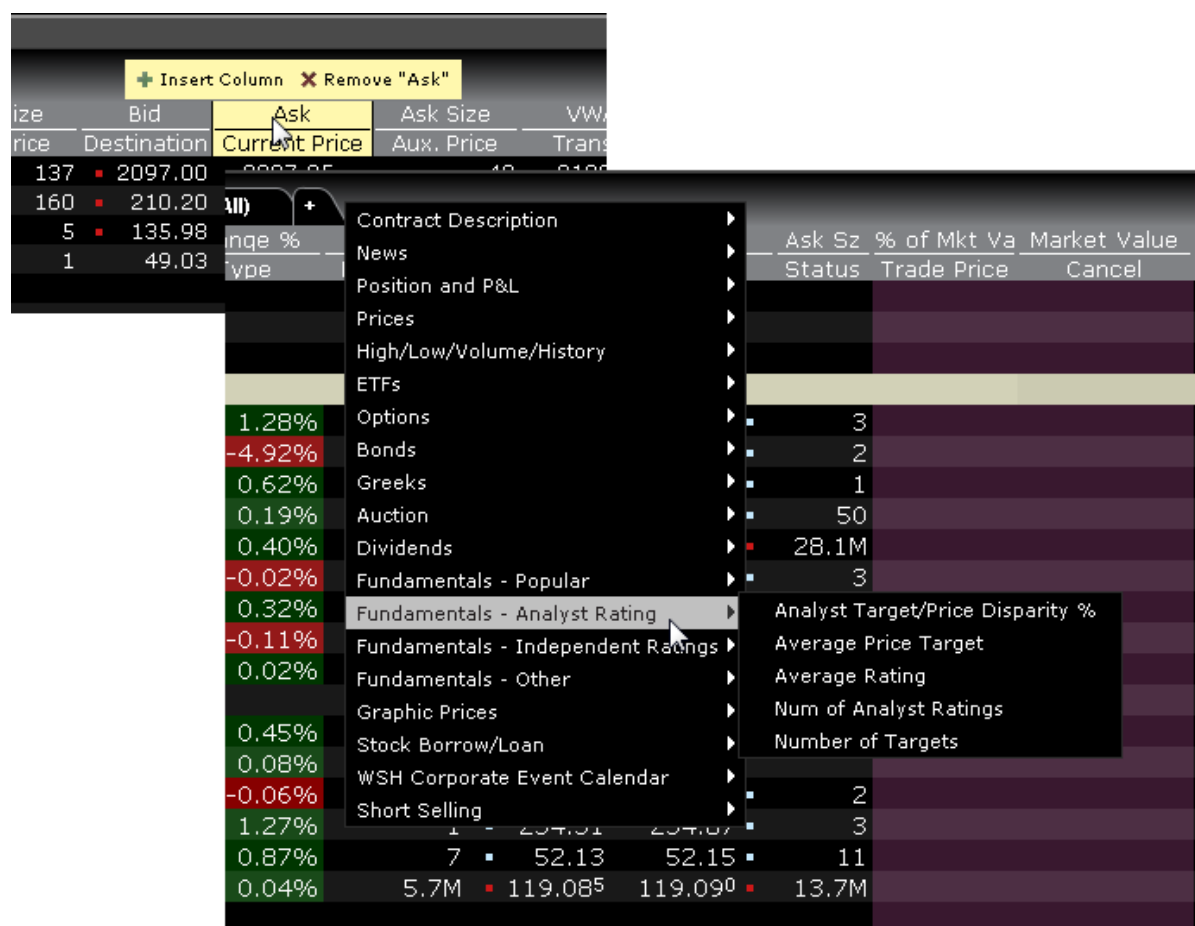 Insert Column Remove "Ask"
ize Bid Ask Ask Size VWA
rice Destination Current Price Aux. Price Trans
137 2097.00
160 210.20
5 135.98
1 49.03
All) +
ange % Ask Sz % of Mkt Va Market Value
Type Status Trade Price Cancel
Contract Description
News
Position and P&L
Prices
High/Low/Volume/History
ETFs
Options
Bonds
Greeks
Auction
Dividends
Fundamentals - Popular
Fundamentals - Analyst Rating
Fundamentals - Independent Ratings
Fundamentals - Other
Graphic Prices
Stock Borrow/Loan
WSH Corporate Event Calendar
Short Selling
Analyst Target/Price Disparity %
Average Price Target
Average Rating
Num of Analyst Ratings
Number of Targets
1.28% 3
-4.92% 2
0.62% 1
0.19% 50
0.40% 28.1M
-0.02% 3
0.32%
-0.11%
0.02%
0.45%
0.08%
-0.06% 2
1.27% 3
0.87% 7 52.13 52.15 11
0.04% 5.7M 119.085 119.090 13.7M